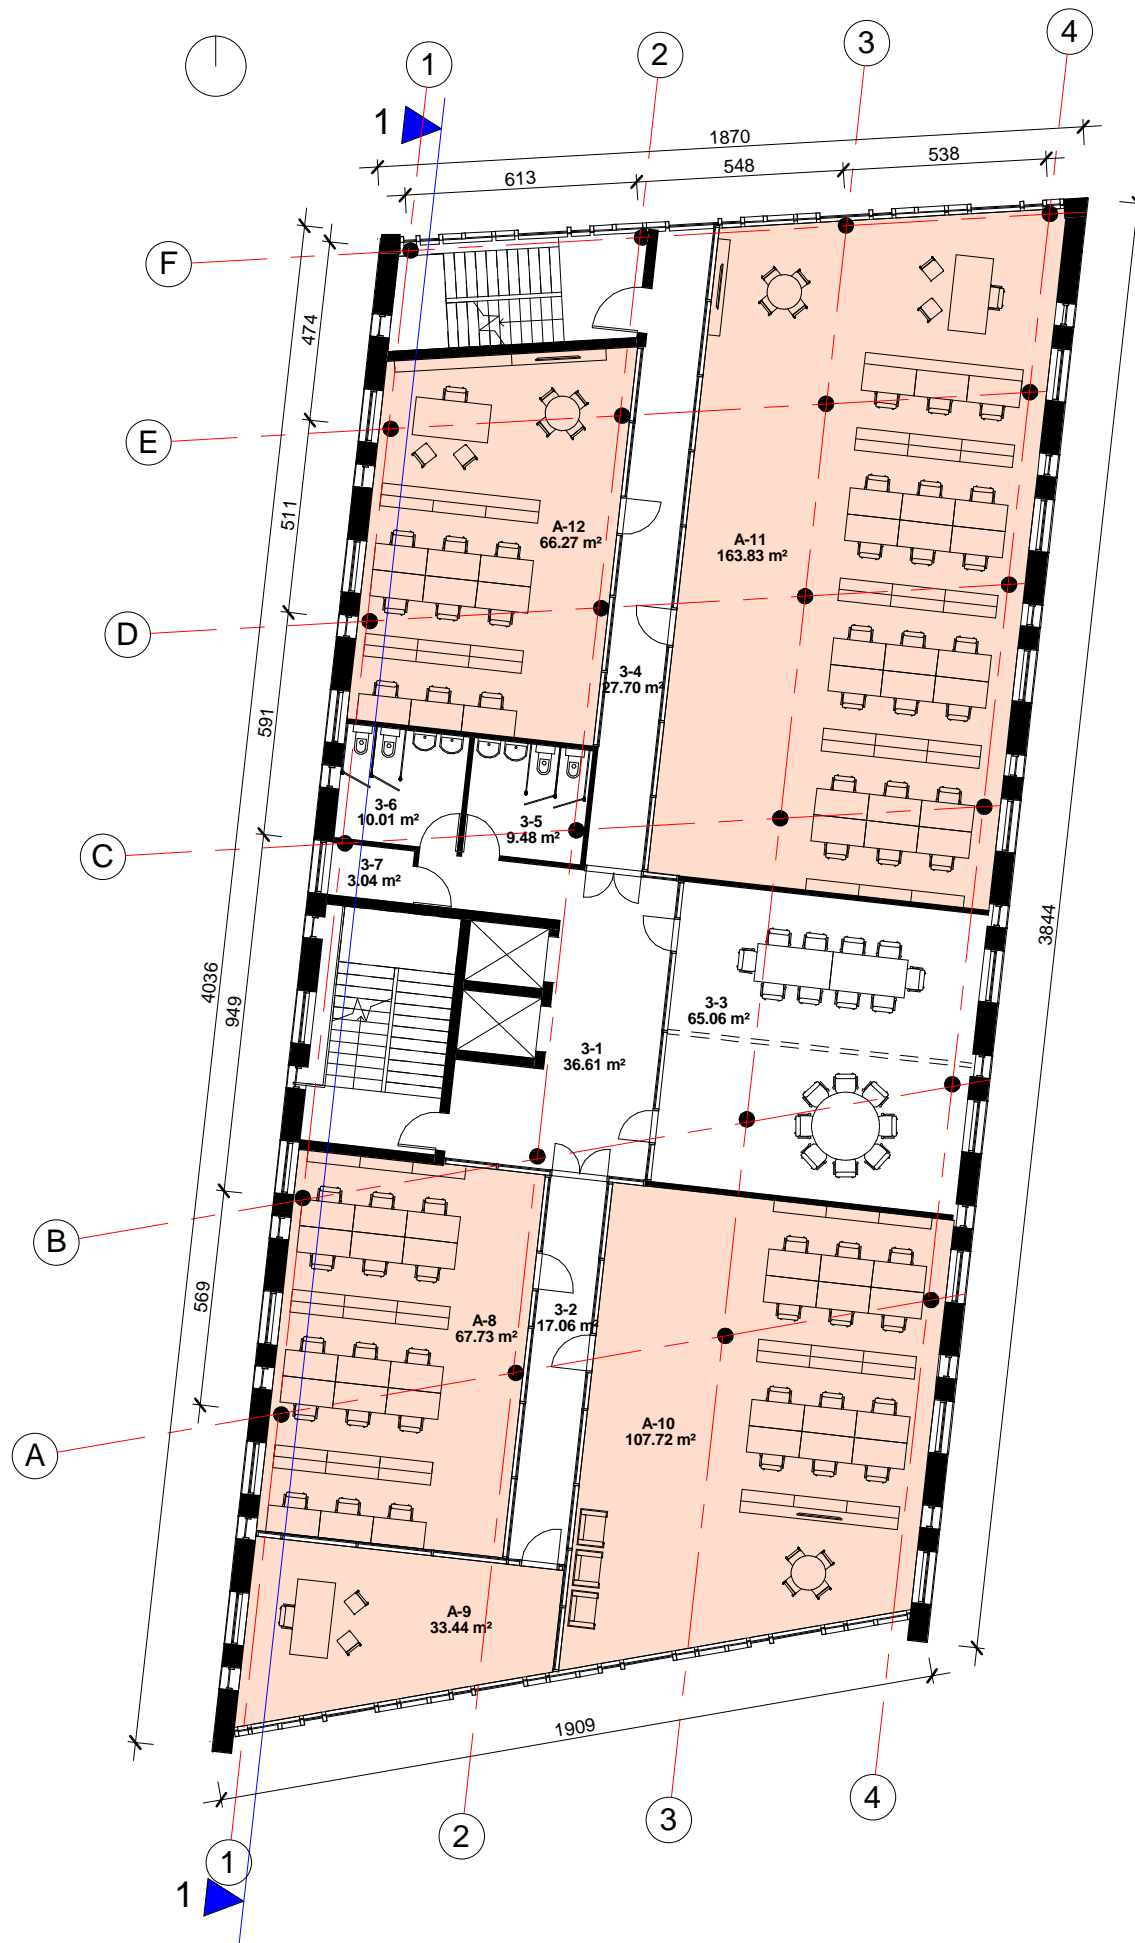 4
3
2
1
1
1870
613
548
538
F
474
E
A-12
66.27 m²
A-11
163.83 m²
511
D
3-4
27.70 m²
591
3-6
10.01 m²
3-5
9.48 m²
C
3-7
3.04 m²
3844
4036
949
3-3
65.06 m²
3-1
36.61 m²
B
569
3-2
17.06 m²
A-8
67.73 m²
A-10
107.72 m²
A
A-9
33.44 m²
1909
4
3
2
1
1